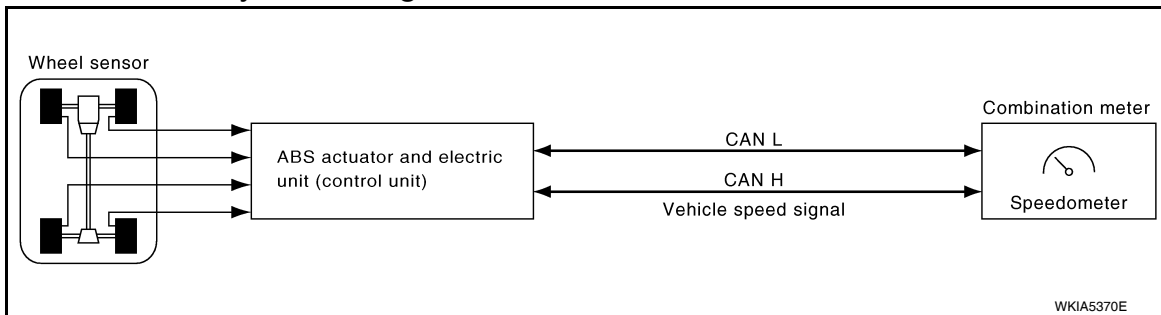 Wheel sensor
ABS actuator and electric
unit (control unit)
CAN L
CAN H
Vehicle speed signal
Combination meter
Speedometer
WKIA5370E